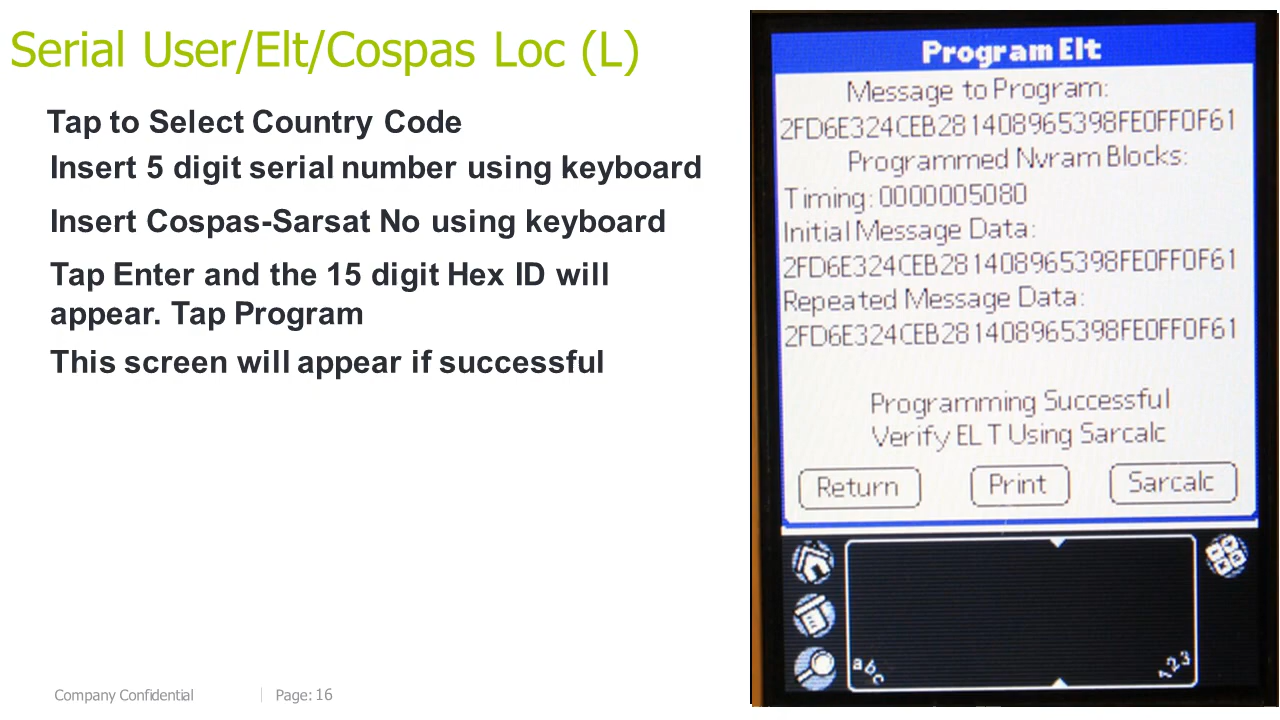 Serial User/Elt/Cospas Loc (L)
Tap to Select Country Code
Insert 5 digit serial number using keyboard
Insert Cospas-Sarsat No using keyboard
Tap Enter and the 15 digit Hex ID will
appear. Tap Program
This screen will appear if successful
Company Confidential
Page: 16
Program Elt
Message to Program:
2FD6E324CEB281408965398FE0FF0F61
Programmed Nvram Blocks:
Timing: 0000005080
Initial Message Data:
2FD6E324CEB281408965398FE0FF0F61
Repeated Message Data:
2FD6E324CEB281408965398FE0FF0F61
Programming Successful
Verify ELT Using Sarcalc
Return
Print
Sarcalc
abc
123